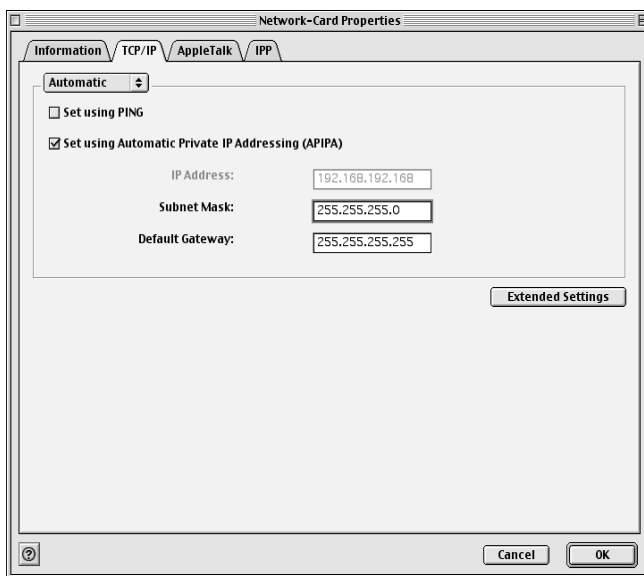 Network-Card Properties
Information TCP/IP AppleTalk IPP
Automatic
Set using PING
Set using Automatic Private IP Addressing (APIPA)
IP Address: 192.168.192.168
Subnet Mask: 255.255.255.0
Default Gateway: 255.255.255.255
Extended Settings
? Cancel OK